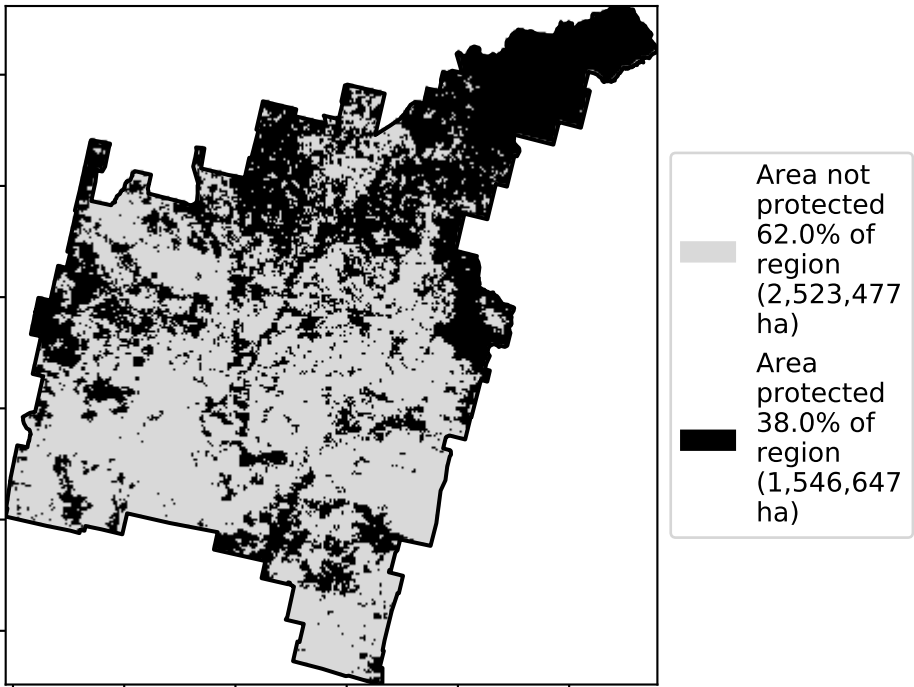 Area not
protected
62.0% of
region
(2,523,477
ha)
Area
protected
38.0% of
region
(1,546,647
ha)